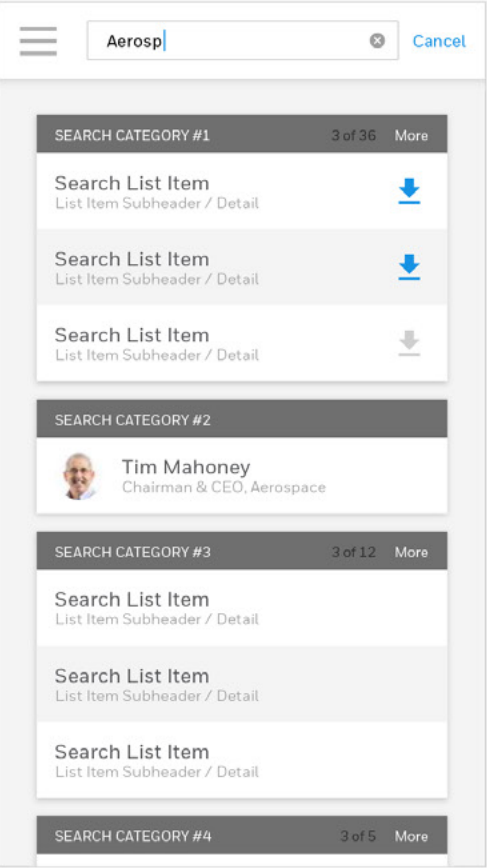 Aerosp
Cancel
SEARCH CATEGORY #1 3 of 36 More
Search List Item
List Item Subheader / Detail
Search List Item
List Item Subheader / Detail
Search List Item
List Item Subheader / Detail
SEARCH CATEGORY #2
Tim Mahoney
Chairman & CEO, Aerospace
SEARCH CATEGORY #3 3 of 12 More
Search List Item
List Item Subheader / Detail
Search List Item
List Item Subheader / Detail
Search List Item
List Item Subheader / Detail
SEARCH CATEGORY #4 3 of 5 More